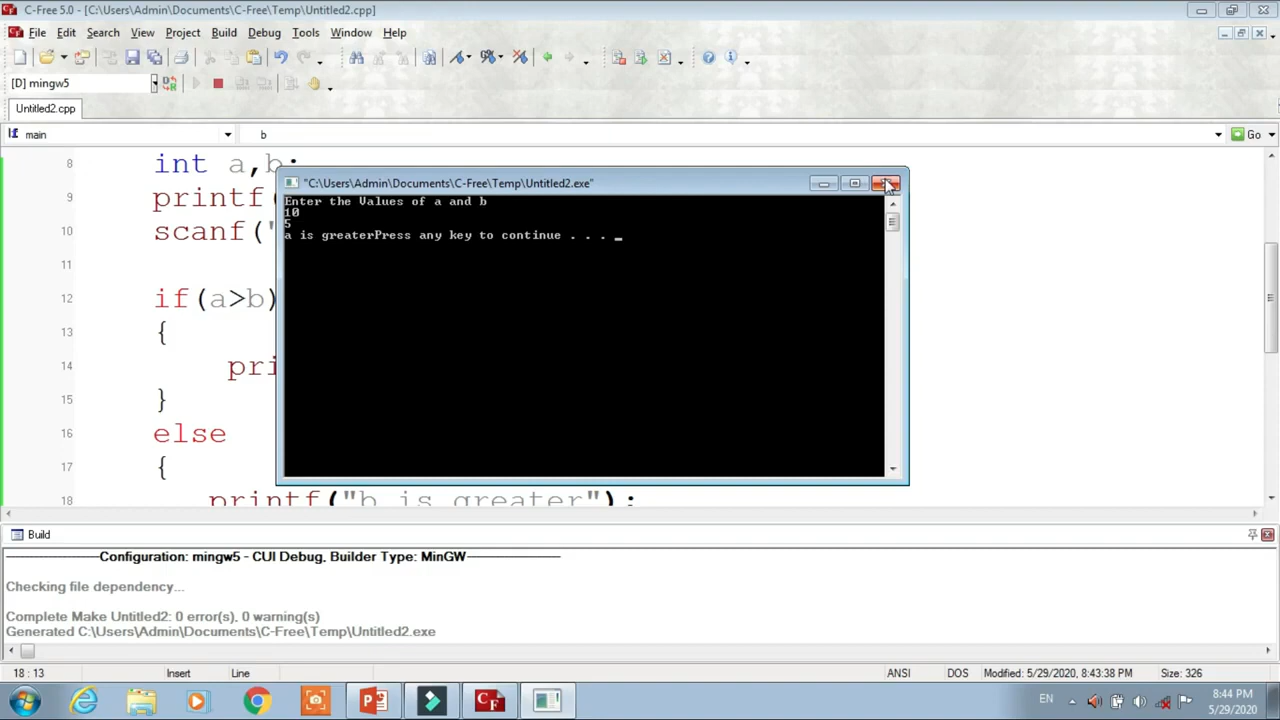 C-Free 5.0 - [C:\Users\Admin\Documents\C-Free\Temp\Untitled2.cpp]
File Edit Search View Project Build Debug Tools Window Help
[D] mingw5
Untitled2.cpp
main b Go
8 int a,b;
"C:\Users\Admin\Documents\C-Free\Temp\Untitled2.exe"
9 printf(
Enter the Values of a and b
10
5
a is greaterPress any key to continue . . . _
10 scanf("
11
12 if(a>b)
13 {
14 pri
15 }
16 else
17 {
18 printf("b is greater");
Build
Configuration: mingw5 - CUI Debug, Builder Type: MinGW
Checking file dependency...
Complete Make Untitled2: 0 error(s), 0 warning(s)
Generated C:\Users\Admin\Documents\C-Free\Temp\Untitled2.exe
18 : 13 Insert Line ANSI DOS Modified: 5/29/2020, 8:43:38 PM Size: 326
EN 8:44 PM
5/29/2020